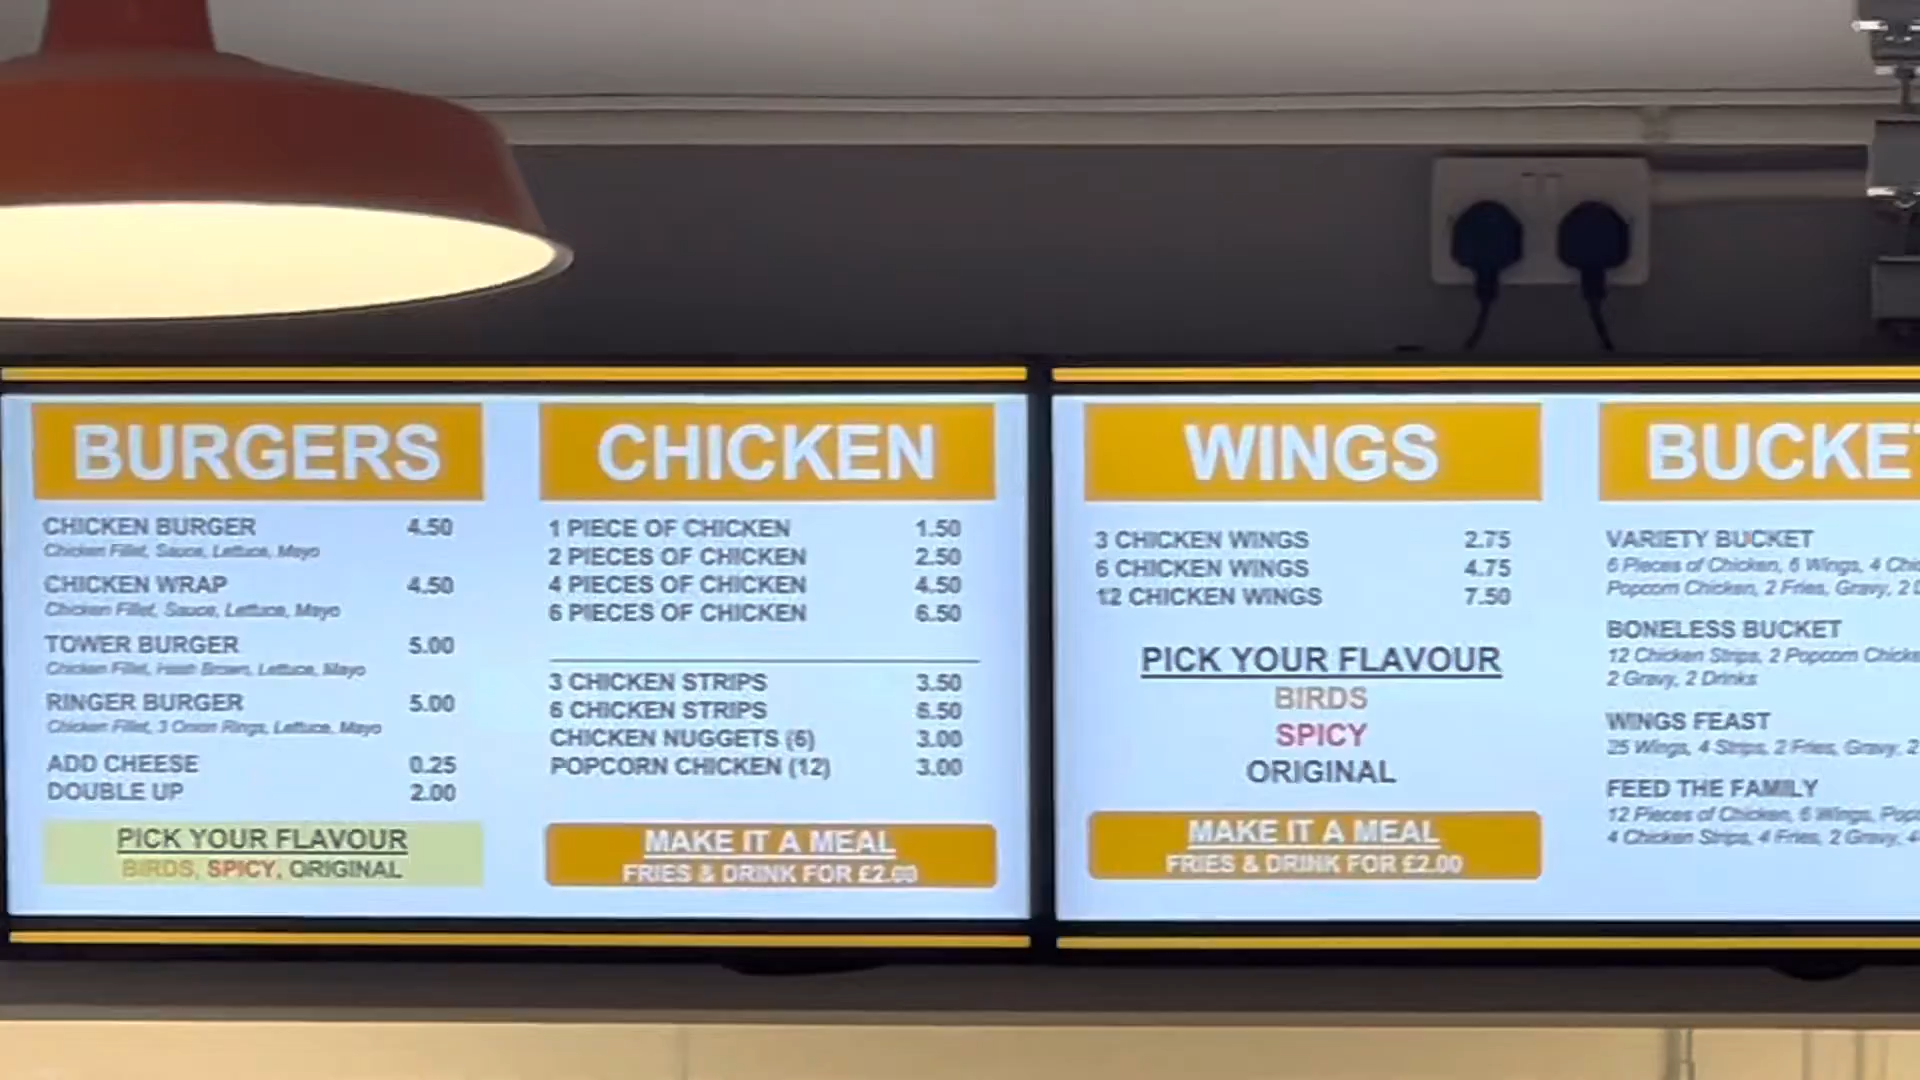 BURGERS
CHICKEN BURGER 4.50
Chicken Fillet, Sauce, Lettuce, Mayo
CHICKEN WRAP 4.50
Chicken Fillet, Sauce, Lettuce, Mayo
TOWER BURGER 5.00
Chicken Fillet, Hash Brown, Lettuce, Mayo
RINGER BURGER 5.00
Chicken Fillet, 3 Onion Rings, Lettuce, Mayo
ADD CHEESE 0.25
DOUBLE UP 2.00
PICK YOUR FLAVOUR
BIRDS, SPICY, ORIGINAL
CHICKEN
1 PIECE OF CHICKEN 1.50
2 PIECES OF CHICKEN 2.50
4 PIECES OF CHICKEN 4.50
6 PIECES OF CHICKEN 6.50
3 CHICKEN STRIPS 3.50
6 CHICKEN STRIPS 6.50
CHICKEN NUGGETS (6) 3.00
POPCORN CHICKEN (12) 3.00
MAKE IT A MEAL
FRIES & DRINK FOR £2.00
WINGS
3 CHICKEN WINGS 2.75
6 CHICKEN WINGS 4.75
12 CHICKEN WINGS 7.50
PICK YOUR FLAVOUR
BIRDS
SPICY
ORIGINAL
MAKE IT A MEAL
FRIES & DRINK FOR £2.00
BUCKE
VARIETY BUCKET
6 Pieces of Chicken, 6 Wings, 4
Popcorn Chicken, 2 Fries, Gravy, 2
BONELESS BUCKET
12 Chicken Strips, 2 Popcorn
2 Gravy, 2 Drinks
WINGS FEAST
25 Wings, 4 Strips, 2 Fries, Gravy, 2
FEED THE FAMILY
12 Pieces of Chicken, 6 Wings,
4 Chicken Strips, 4 Fries, 2 Gravy, 4